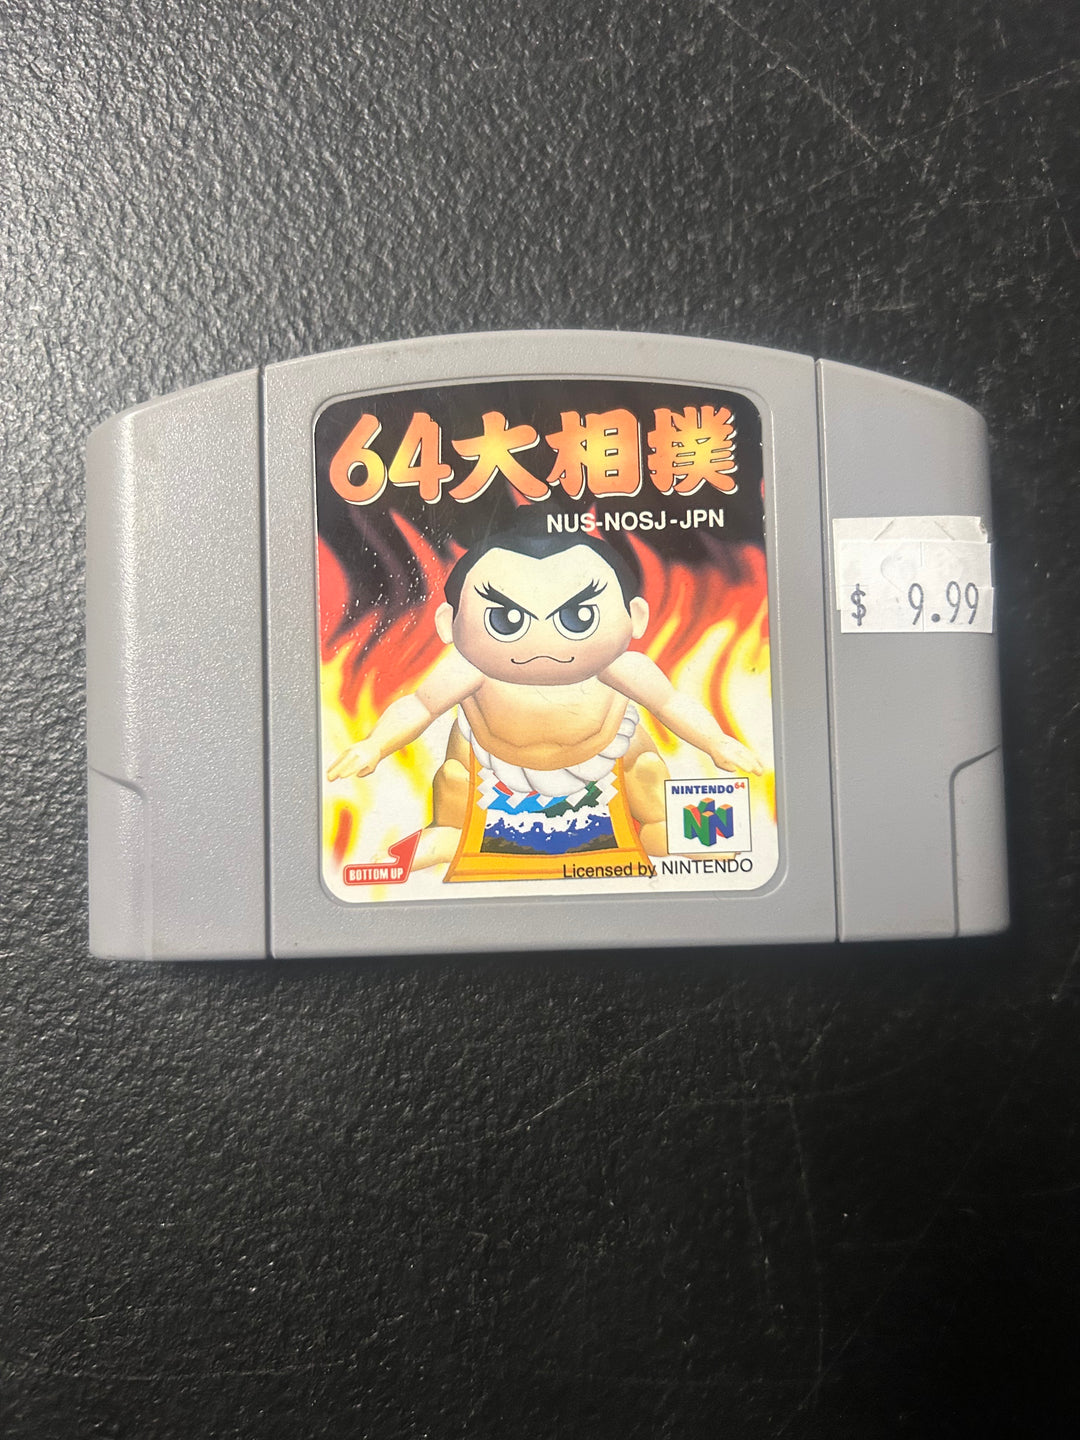 64大相撲
NUS-NOSJ-JPN
$ 9.99
NINTENDO64
BOTTOM UP
Licensed by NINTENDO